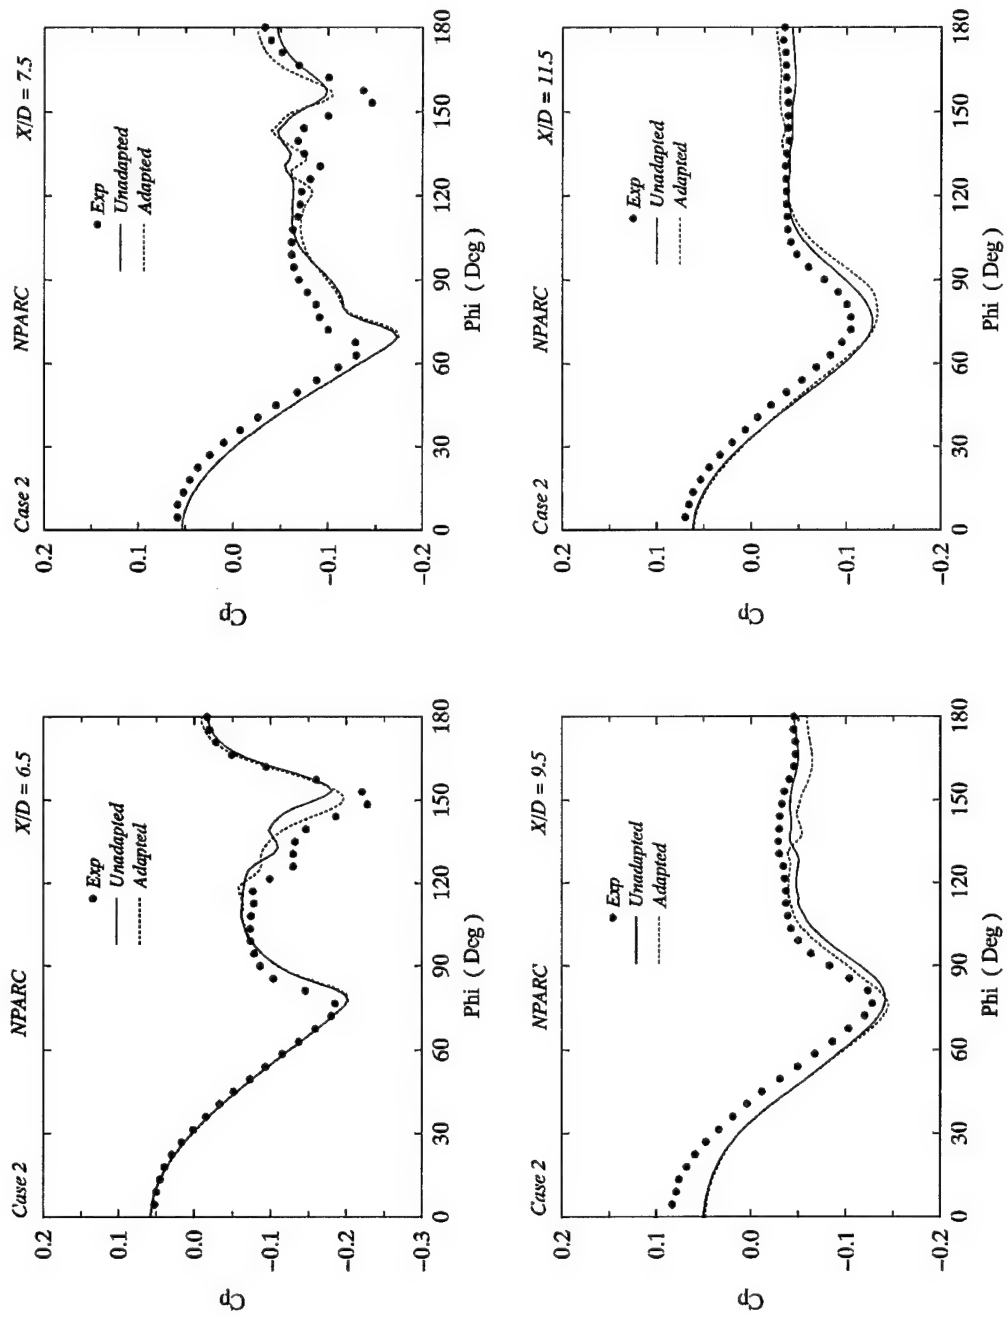 Case 2 NPARC X/D = 6.5
0.2
0.1
0.0
−0.1
−0.2
−0.3
Cp
Exp
Unadapted
Adapted
0 30 60 90 120 150 180
Phi ( Deg )
Case 2 NPARC X/D = 7.5
0.2
0.1
0.0
−0.1
−0.2
Cp
Exp
Unadapted
Adapted
0 30 60 90 120 150 180
Phi ( Deg )
Case 2 NPARC X/D = 9.5
0.2
0.1
0.0
−0.1
−0.2
Cp
Exp
Unadapted
Adapted
0 30 60 90 120 150 180
Phi ( Deg )
Case 2 NPARC X/D = 11.5
0.2
0.1
0.0
−0.1
−0.2
Cp
Exp
Unadapted
Adapted
0 30 60 90 120 150 180
Phi ( Deg )